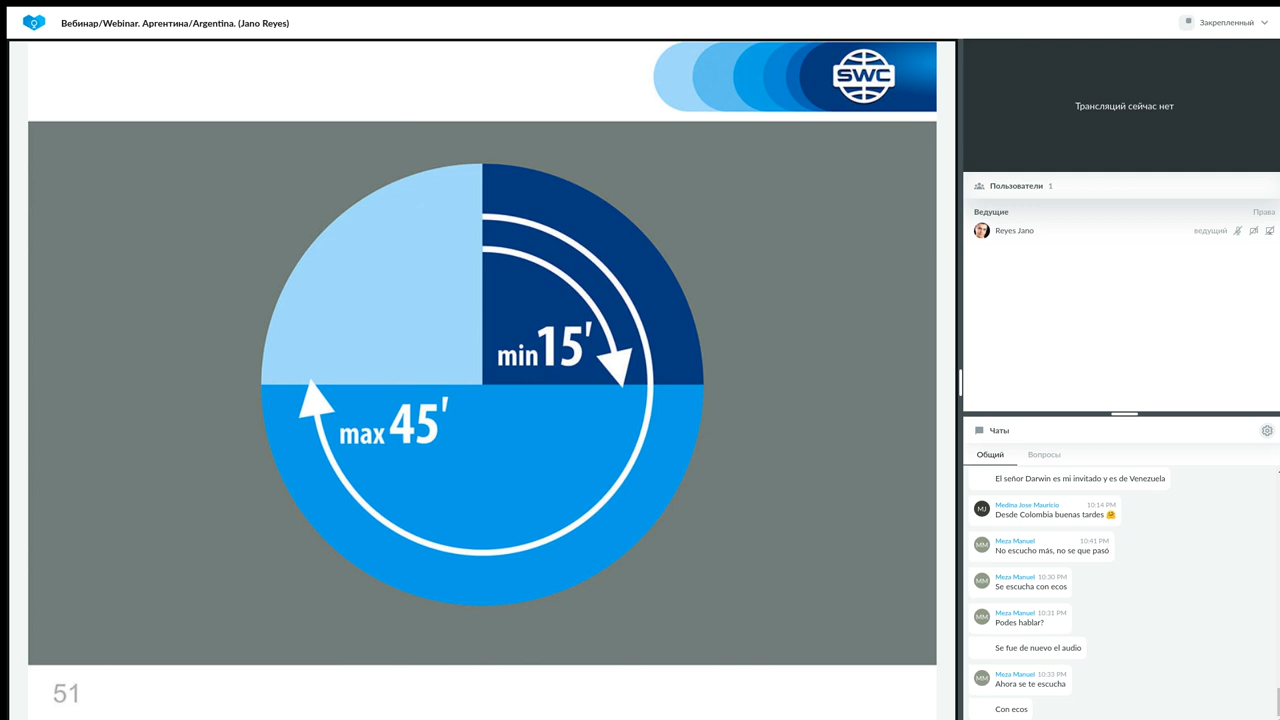 Вебинар/Webinar. Аргентина/Argentina. (Jano Reyes)
Закрепленный
SWC
min 15′
max 45′
51
Трансляций сейчас нет
Пользователи 1
Ведущие Права
Reyes Jano ведущий
Чаты
Общий Вопросы
El señor Darwin es mi invitado y es de Venezuela
MJ
Medina Jose Mauricio 10:14 PM
Desde Colombia buenas tardes 🤗
MM
Meza Manuel 10:41 PM
No escucho más, no se que pasó
MM
Meza Manuel 10:30 PM
Se escucha con ecos
MM
Meza Manuel 10:31 PM
Podes hablar?
Se fue de nuevo el audio
MM
Meza Manuel 10:33 PM
Ahora se te escucha
Con ecos